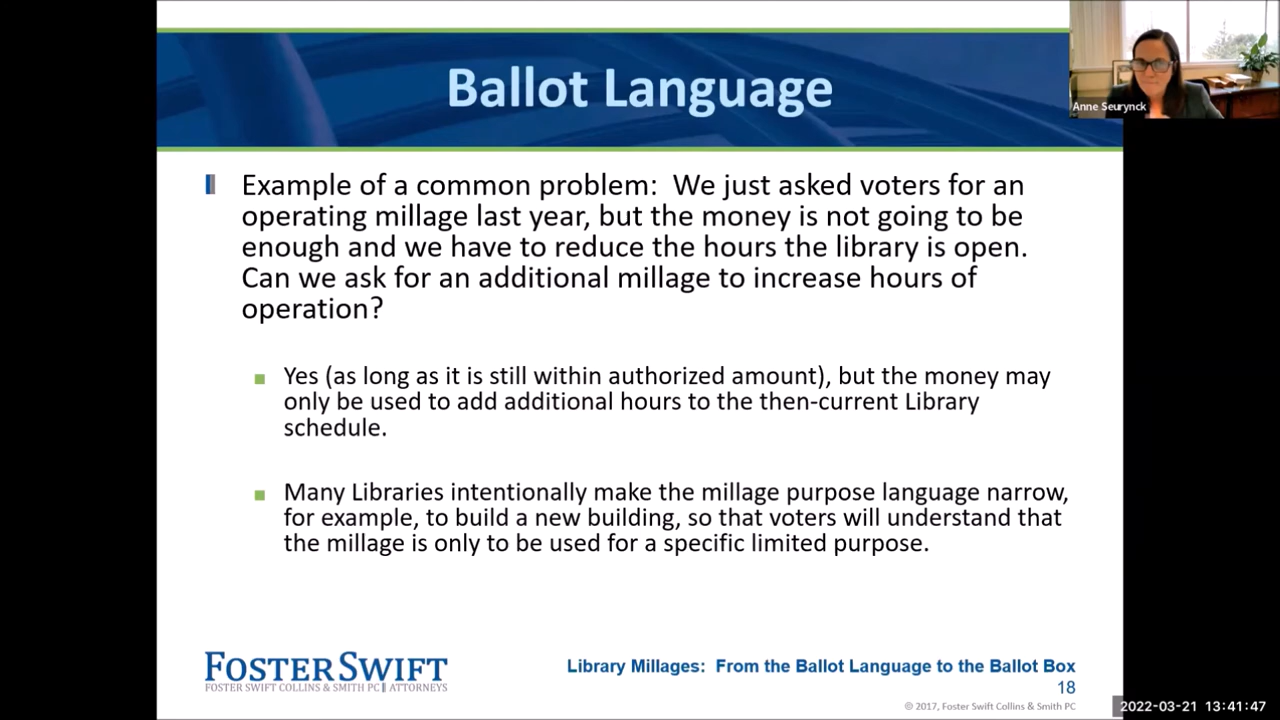 Ballot Language
Anne Seurynck
Example of a common problem:  We just asked voters for an
operating millage last year, but the money is not going to be
enough and we have to reduce the hours the library is open.
Can we ask for an additional millage to increase hours of
operation?
Yes (as long as it is still within authorized amount), but the money may
only be used to add additional hours to the then-current Library
schedule.
Many Libraries intentionally make the millage purpose language narrow,
for example, to build a new building, so that voters will understand that
the millage is only to be used for a specific limited purpose.
FOSTER SWIFT
FOSTER SWIFT COLLINS & SMITH PC || ATTORNEYS
Library Millages:  From the Ballot Language to the Ballot Box
18
© 2017, Foster Swift Collins & Smith PC
2022-03-21 13:41:47